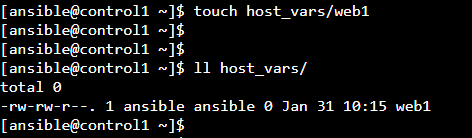 [ansible@control1 ~]$ touch host_vars/web1
[ansible@control1 ~]$
[ansible@control1 ~]$
[ansible@control1 ~]$ ll host_vars/
total 0
-rw-rw-r--. 1 ansible ansible 0 Jan 31 10:15 web1
[ansible@control1 ~]$